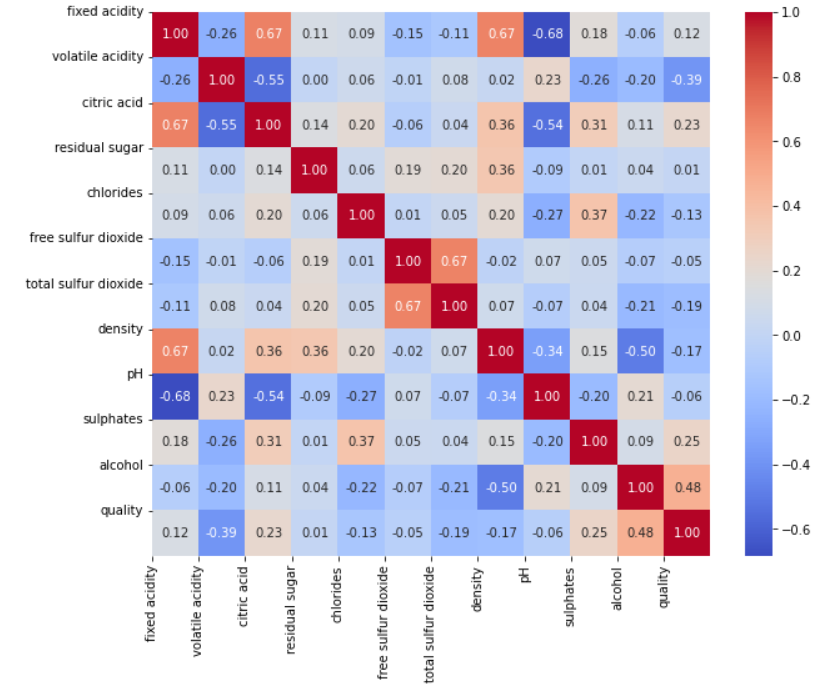 fixed acidity 1.00 -0.26 0.67 0.11 0.09 -0.15 -0.11 0.67 -0.68 0.18 -0.06 0.12
volatile acidity -0.26 1.00 -0.55 0.00 0.06 -0.01 0.08 0.02 0.23 -0.26 -0.20 -0.39
citric acid 0.67 -0.55 1.00 0.14 0.20 -0.06 0.04 0.36 -0.54 0.31 0.11 0.23
residual sugar 0.11 0.00 0.14 1.00 0.06 0.19 0.20 0.36 -0.09 0.01 0.04 0.01
chlorides 0.09 0.06 0.20 0.06 1.00 0.01 0.05 0.20 -0.27 0.37 -0.22 -0.13
free sulfur dioxide -0.15 -0.01 -0.06 0.19 0.01 1.00 0.67 -0.02 0.07 0.05 -0.07 -0.05
total sulfur dioxide -0.11 0.08 0.04 0.20 0.05 0.67 1.00 0.07 -0.07 0.04 -0.21 -0.19
density 0.67 0.02 0.36 0.36 0.20 -0.02 0.07 1.00 -0.34 0.15 -0.50 -0.17
pH -0.68 0.23 -0.54 -0.09 -0.27 0.07 -0.07 -0.34 1.00 -0.20 0.21 -0.06
sulphates 0.18 -0.26 0.31 0.01 0.37 0.05 0.04 0.15 -0.20 1.00 0.09 0.25
alcohol -0.06 -0.20 0.11 0.04 -0.22 -0.07 -0.21 -0.50 0.21 0.09 1.00 0.48
quality 0.12 -0.39 0.23 0.01 -0.13 -0.05 -0.19 -0.17 -0.06 0.25 0.48 1.00
fixed acidity
volatile acidity
citric acid
residual sugar
chlorides
free sulfur dioxide
total sulfur dioxide
density
pH
sulphates
alcohol
quality
1.0
0.8
0.6
0.4
0.2
0.0
−0.2
−0.4
−0.6